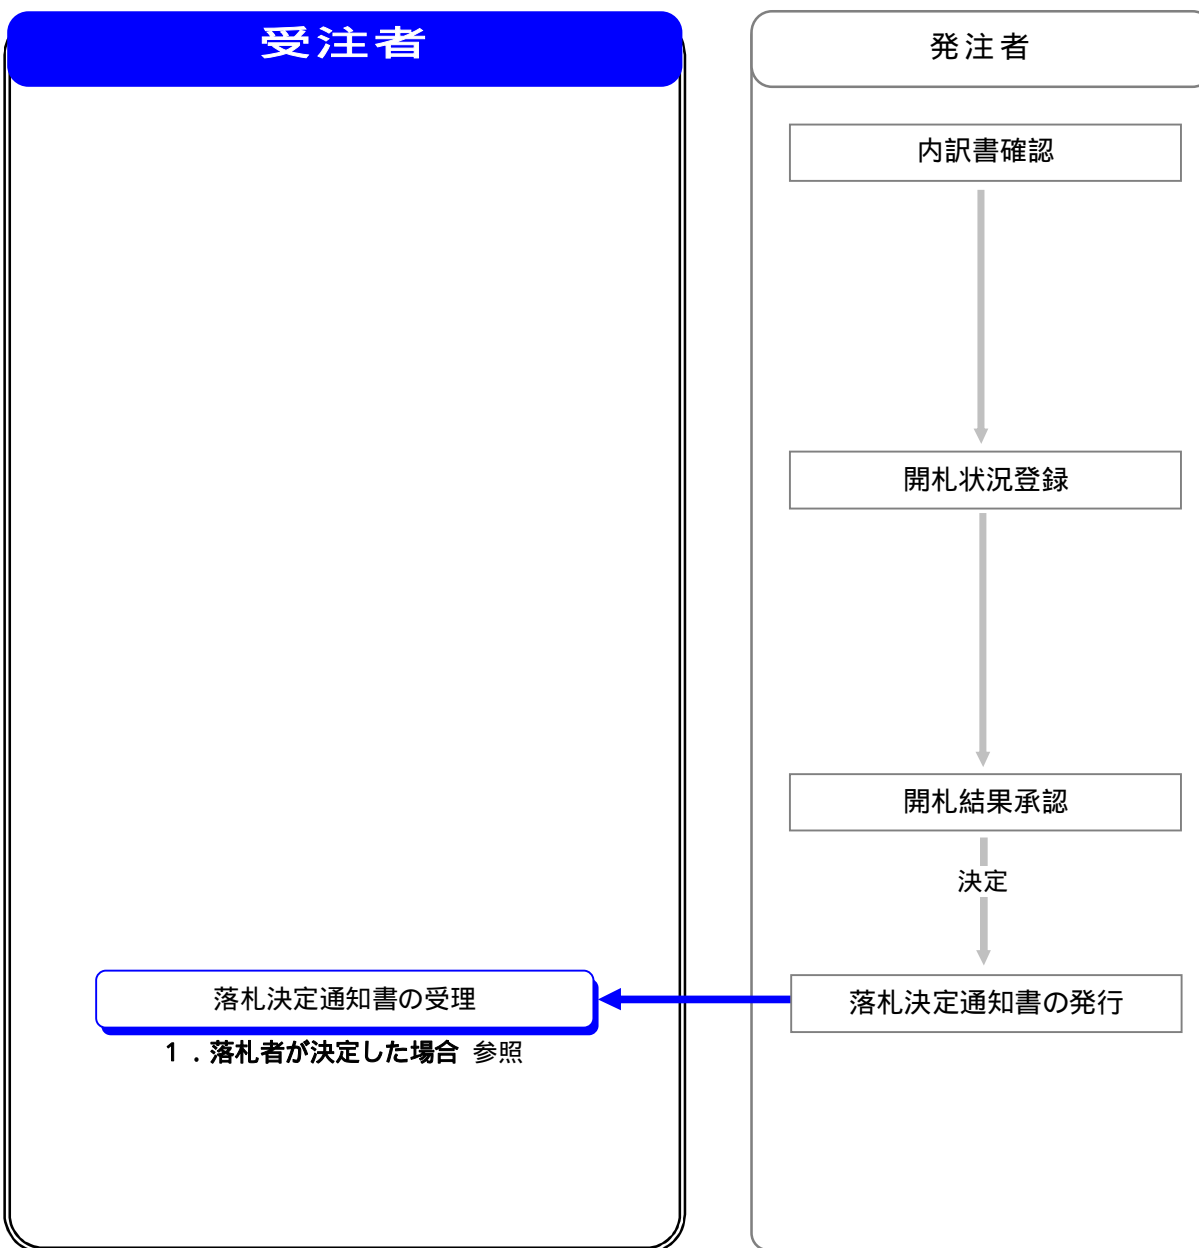 受注者
発注者
内訳書確認
開札状況登録
開札結果承認
決定
落札決定通知書の受理
落札決定通知書の発行
１．落札者が決定した場合 参照